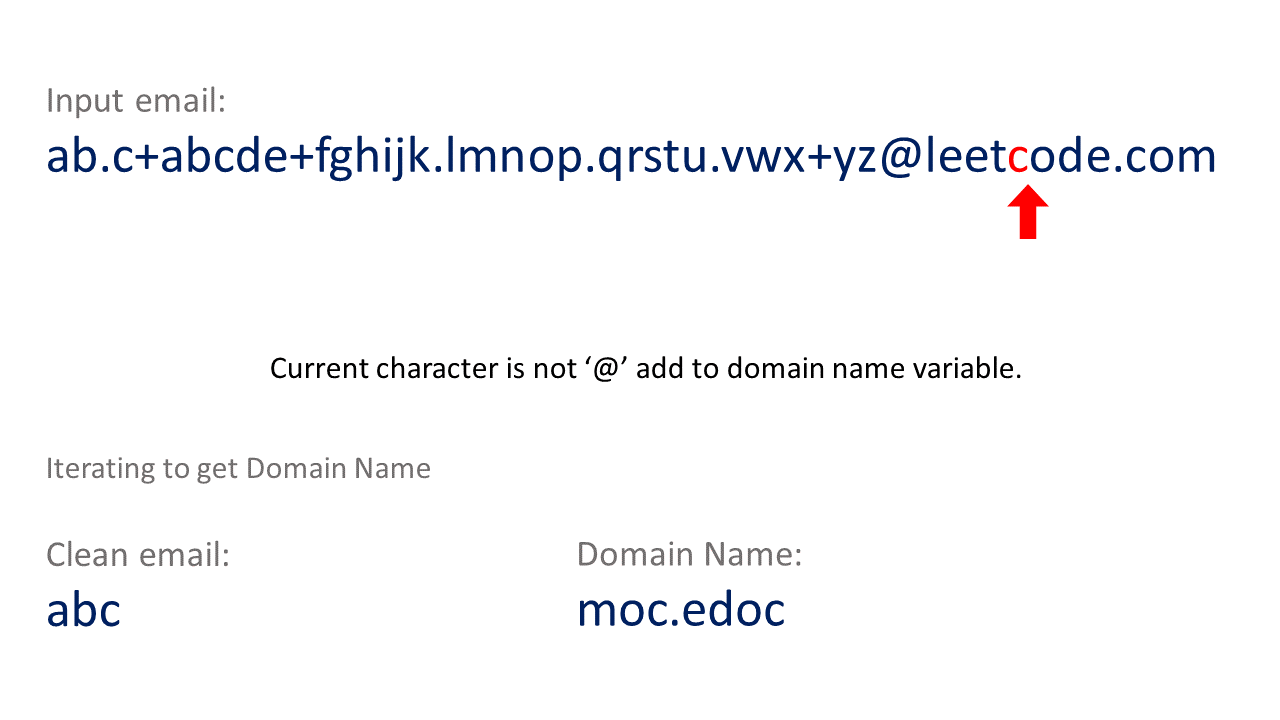 Input email:
ab.c+abcde+fghijk.lmnop.qrstu.vwx+yz@leetcode.com
Current character is not ‘@’ add to domain name variable.
Iterating to get Domain Name
Clean email:
abc
Domain Name:
moc.edoc